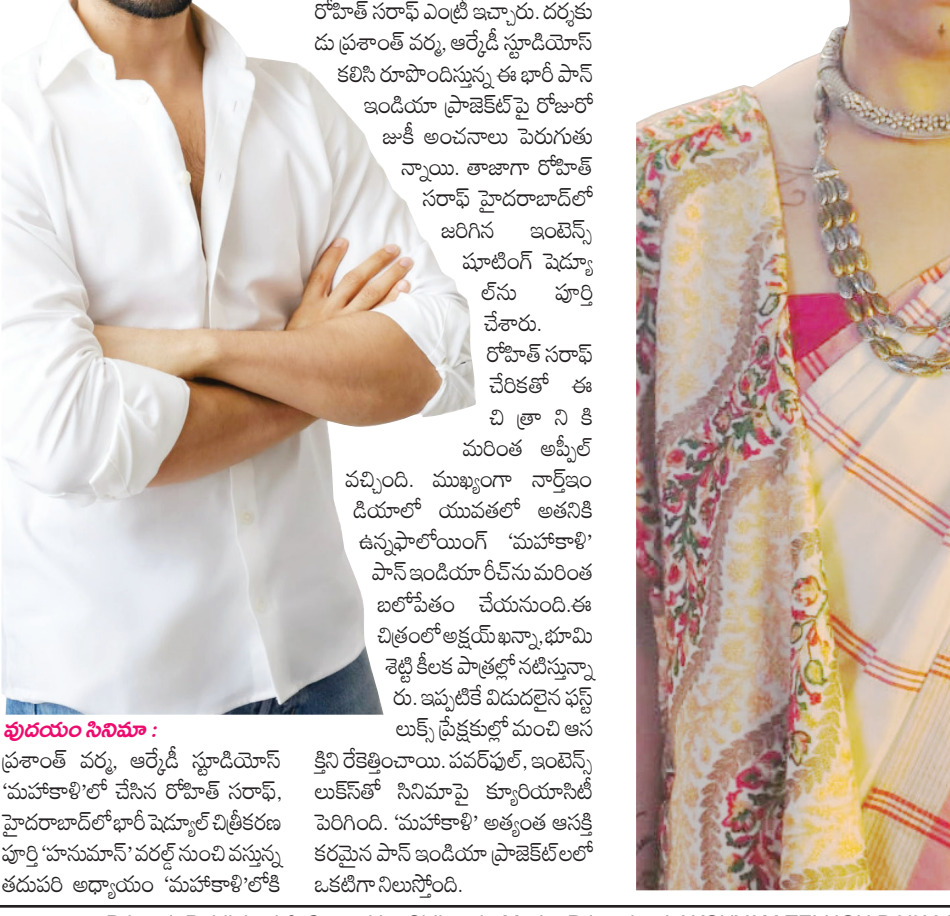 వుదయం సినిమా :
ప్రశాంత్ వర్మ, ఆర్కేడీ స్టూడియోస్
‘మహాకాళి’లో చేసిన రోహిత్ సరాఫ్,
హైదరాబాద్‌లో భారీ షెడ్యూల్ చిత్రీకరణ
పూర్తి ‘హనుమాన్’ వరల్డ్ నుంచి వస్తున్న
తదుపరి అధ్యాయం ‘మహాకాళి’లోకి
రోహిత్ సరాఫ్ ఎంట్రీ ఇచ్చారు. దర్శకు
డు ప్రశాంత్ వర్మ, ఆర్కేడీ స్టూడియోస్
కలిసి రూపొందిస్తున్న ఈ భారీ పాన్
ఇండియా ప్రాజెక్ట్‌పై రోజురో
జుకీ అంచనాలు పెరుగుతు
న్నాయి. తాజాగా రోహిత్
సరాఫ్ హైదరాబాద్‌లో
జరిగిన ఇంటెన్స్
షూటింగ్ షెడ్యూ
ల్‌ను పూర్తి
చేశారు.
రోహిత్ సరాఫ్
చేరికతో ఈ
చి త్రా ని కి
మరింత అప్పీల్
వచ్చింది. ముఖ్యంగా నార్త్‌ఇం
డియాలో యువతలో అతనికి
ఉన్నఫాలోయింగ్ ‘మహాకాళి’
పాన్ ఇండియా రీచ్‌ను మరింత
బలోపేతం చేయనుంది.ఈ
చిత్రంలో అక్షయ్ ఖన్నా, భూమి
శెట్టి కీలక పాత్రల్లో నటిస్తున్నా
రు. ఇప్పటికే విడుదలైన ఫస్ట్
లుక్స్ ప్రేక్షకుల్లో మంచి ఆస
క్తిని రేకెత్తించాయి. పవర్‌ఫుల్, ఇంటెన్స్
లుక్స్‌తో సినిమాపై క్యూరియాసిటీ
పెరిగింది. ‘మహాకాళి’ అత్యంత ఆసక్తి
కరమైన పాన్ ఇండియా ప్రాజెక్ట్‌లలో
ఒకటిగా నిలుస్తోంది.